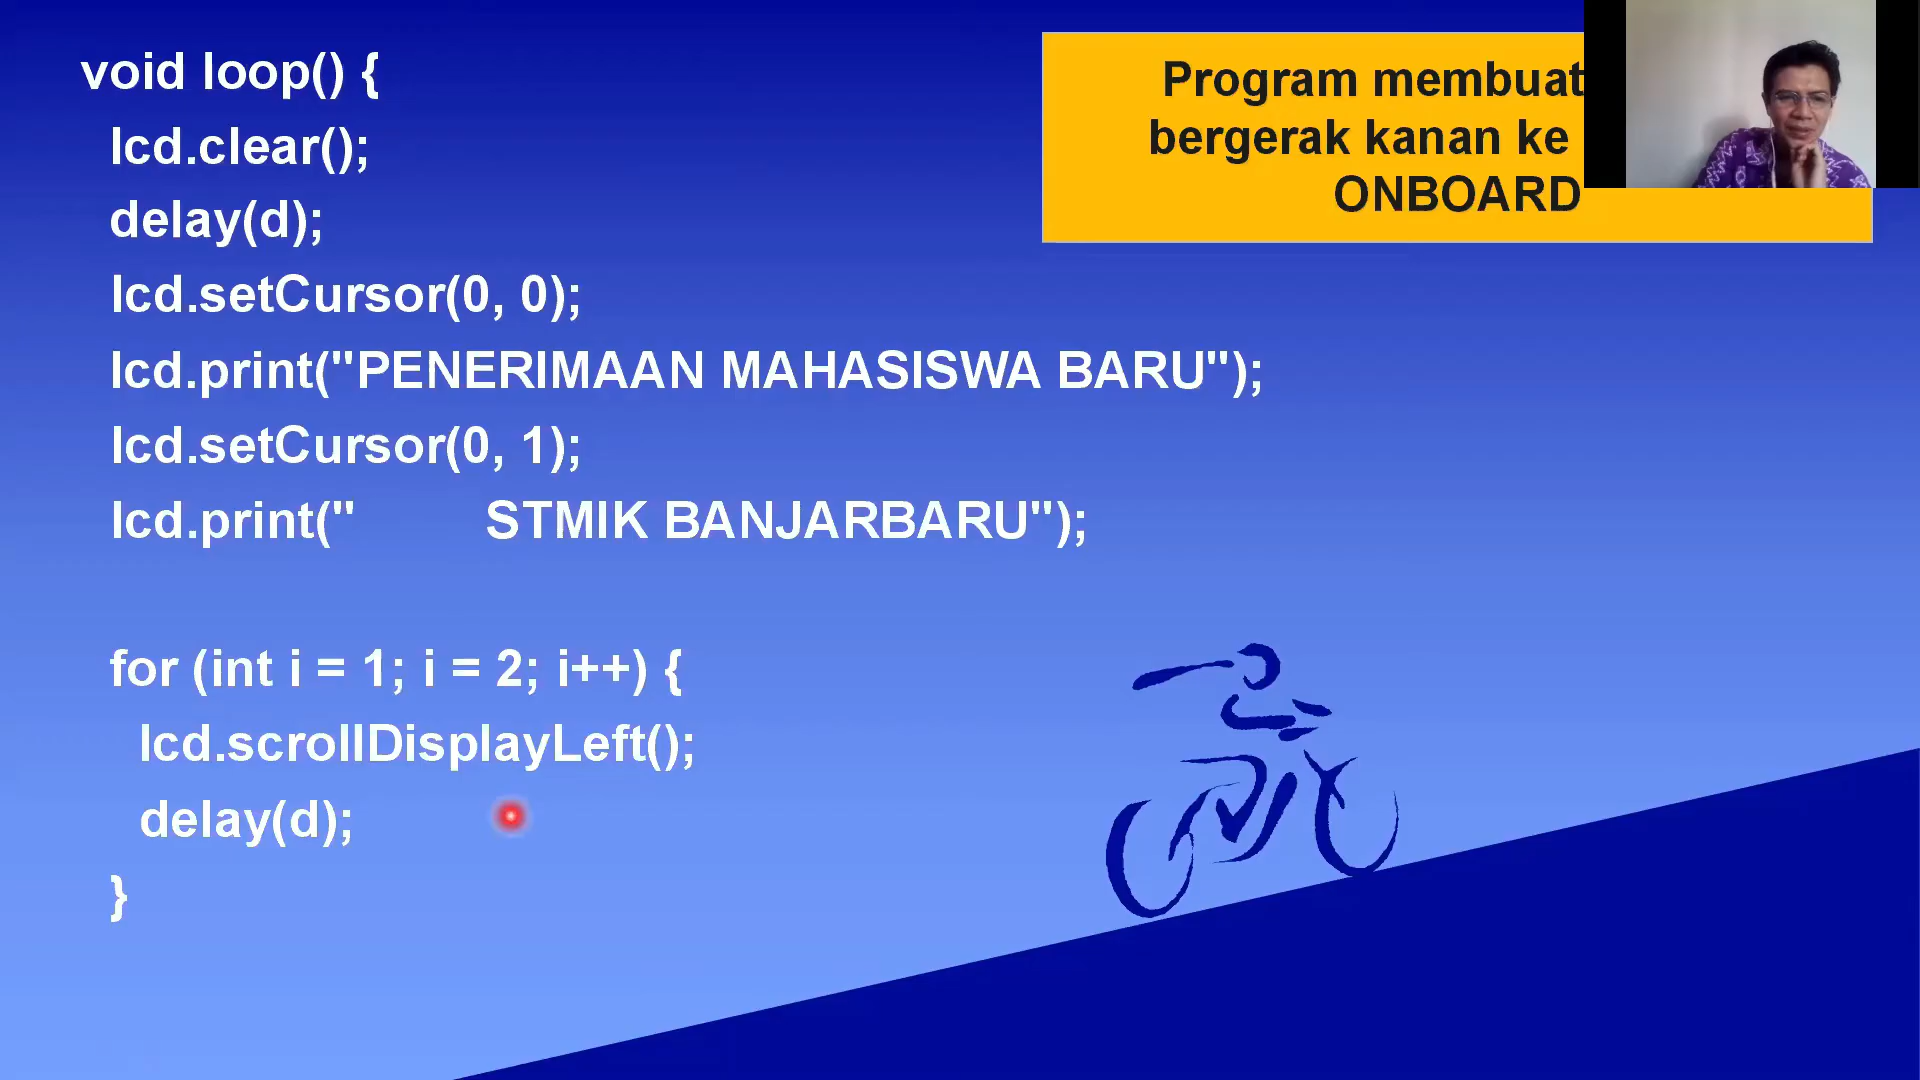 void loop() {
lcd.clear();
delay(d);
lcd.setCursor(0, 0);
lcd.print("PENERIMAAN MAHASISWA BARU");
lcd.setCursor(0, 1);
lcd.print("         STMIK BANJARBARU");
for (int i = 1; i = 2; i++) {
lcd.scrollDisplayLeft();
delay(d);
}
Program membuat
bergerak kanan ke
ONBOARD